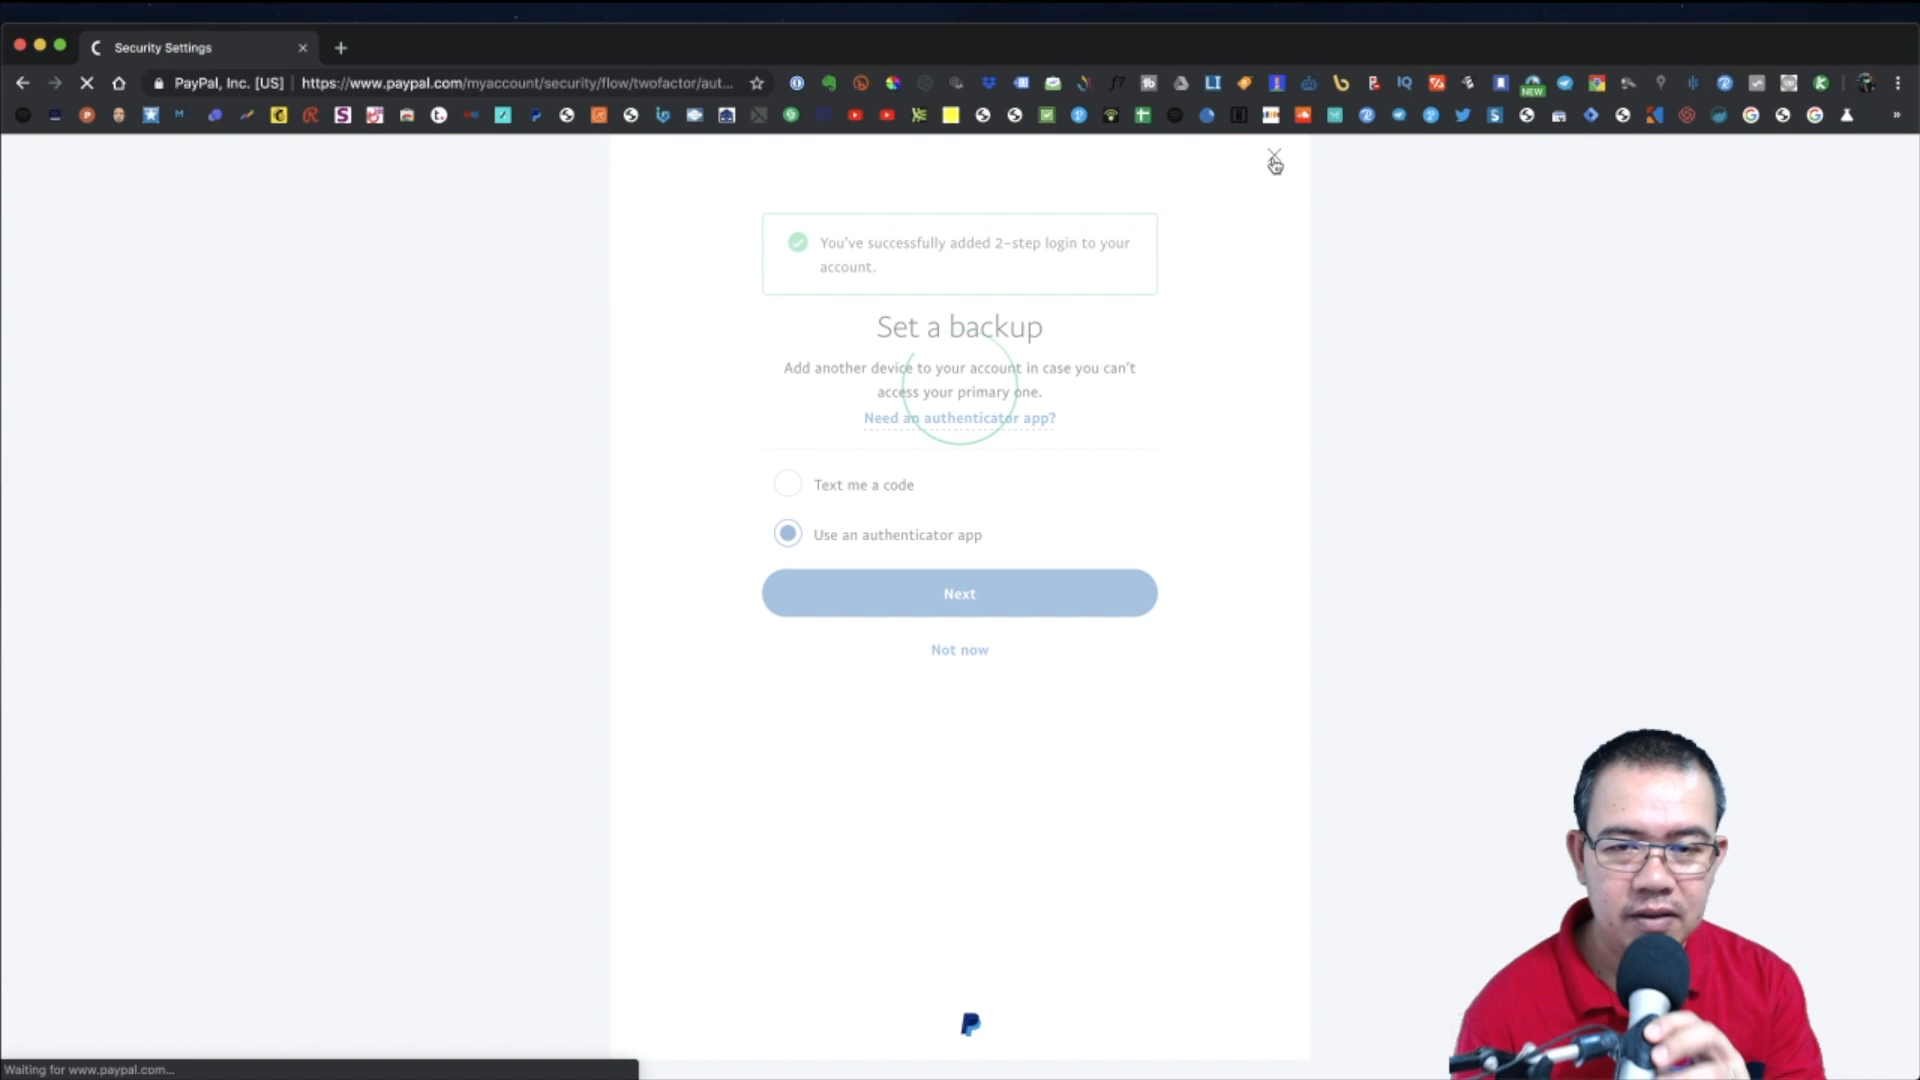 Security Settings
PayPal, Inc. [US] | https://www.paypal.com/myaccount/security/flow/twofactor/aut...
NEW
You've successfully added 2-step login to your
account.
Set a backup
Add another device to your account in case you can't
access your primary one.
Need an authenticator app?
Text me a code
Use an authenticator app
Next
Not now
Waiting for www.paypal.com...